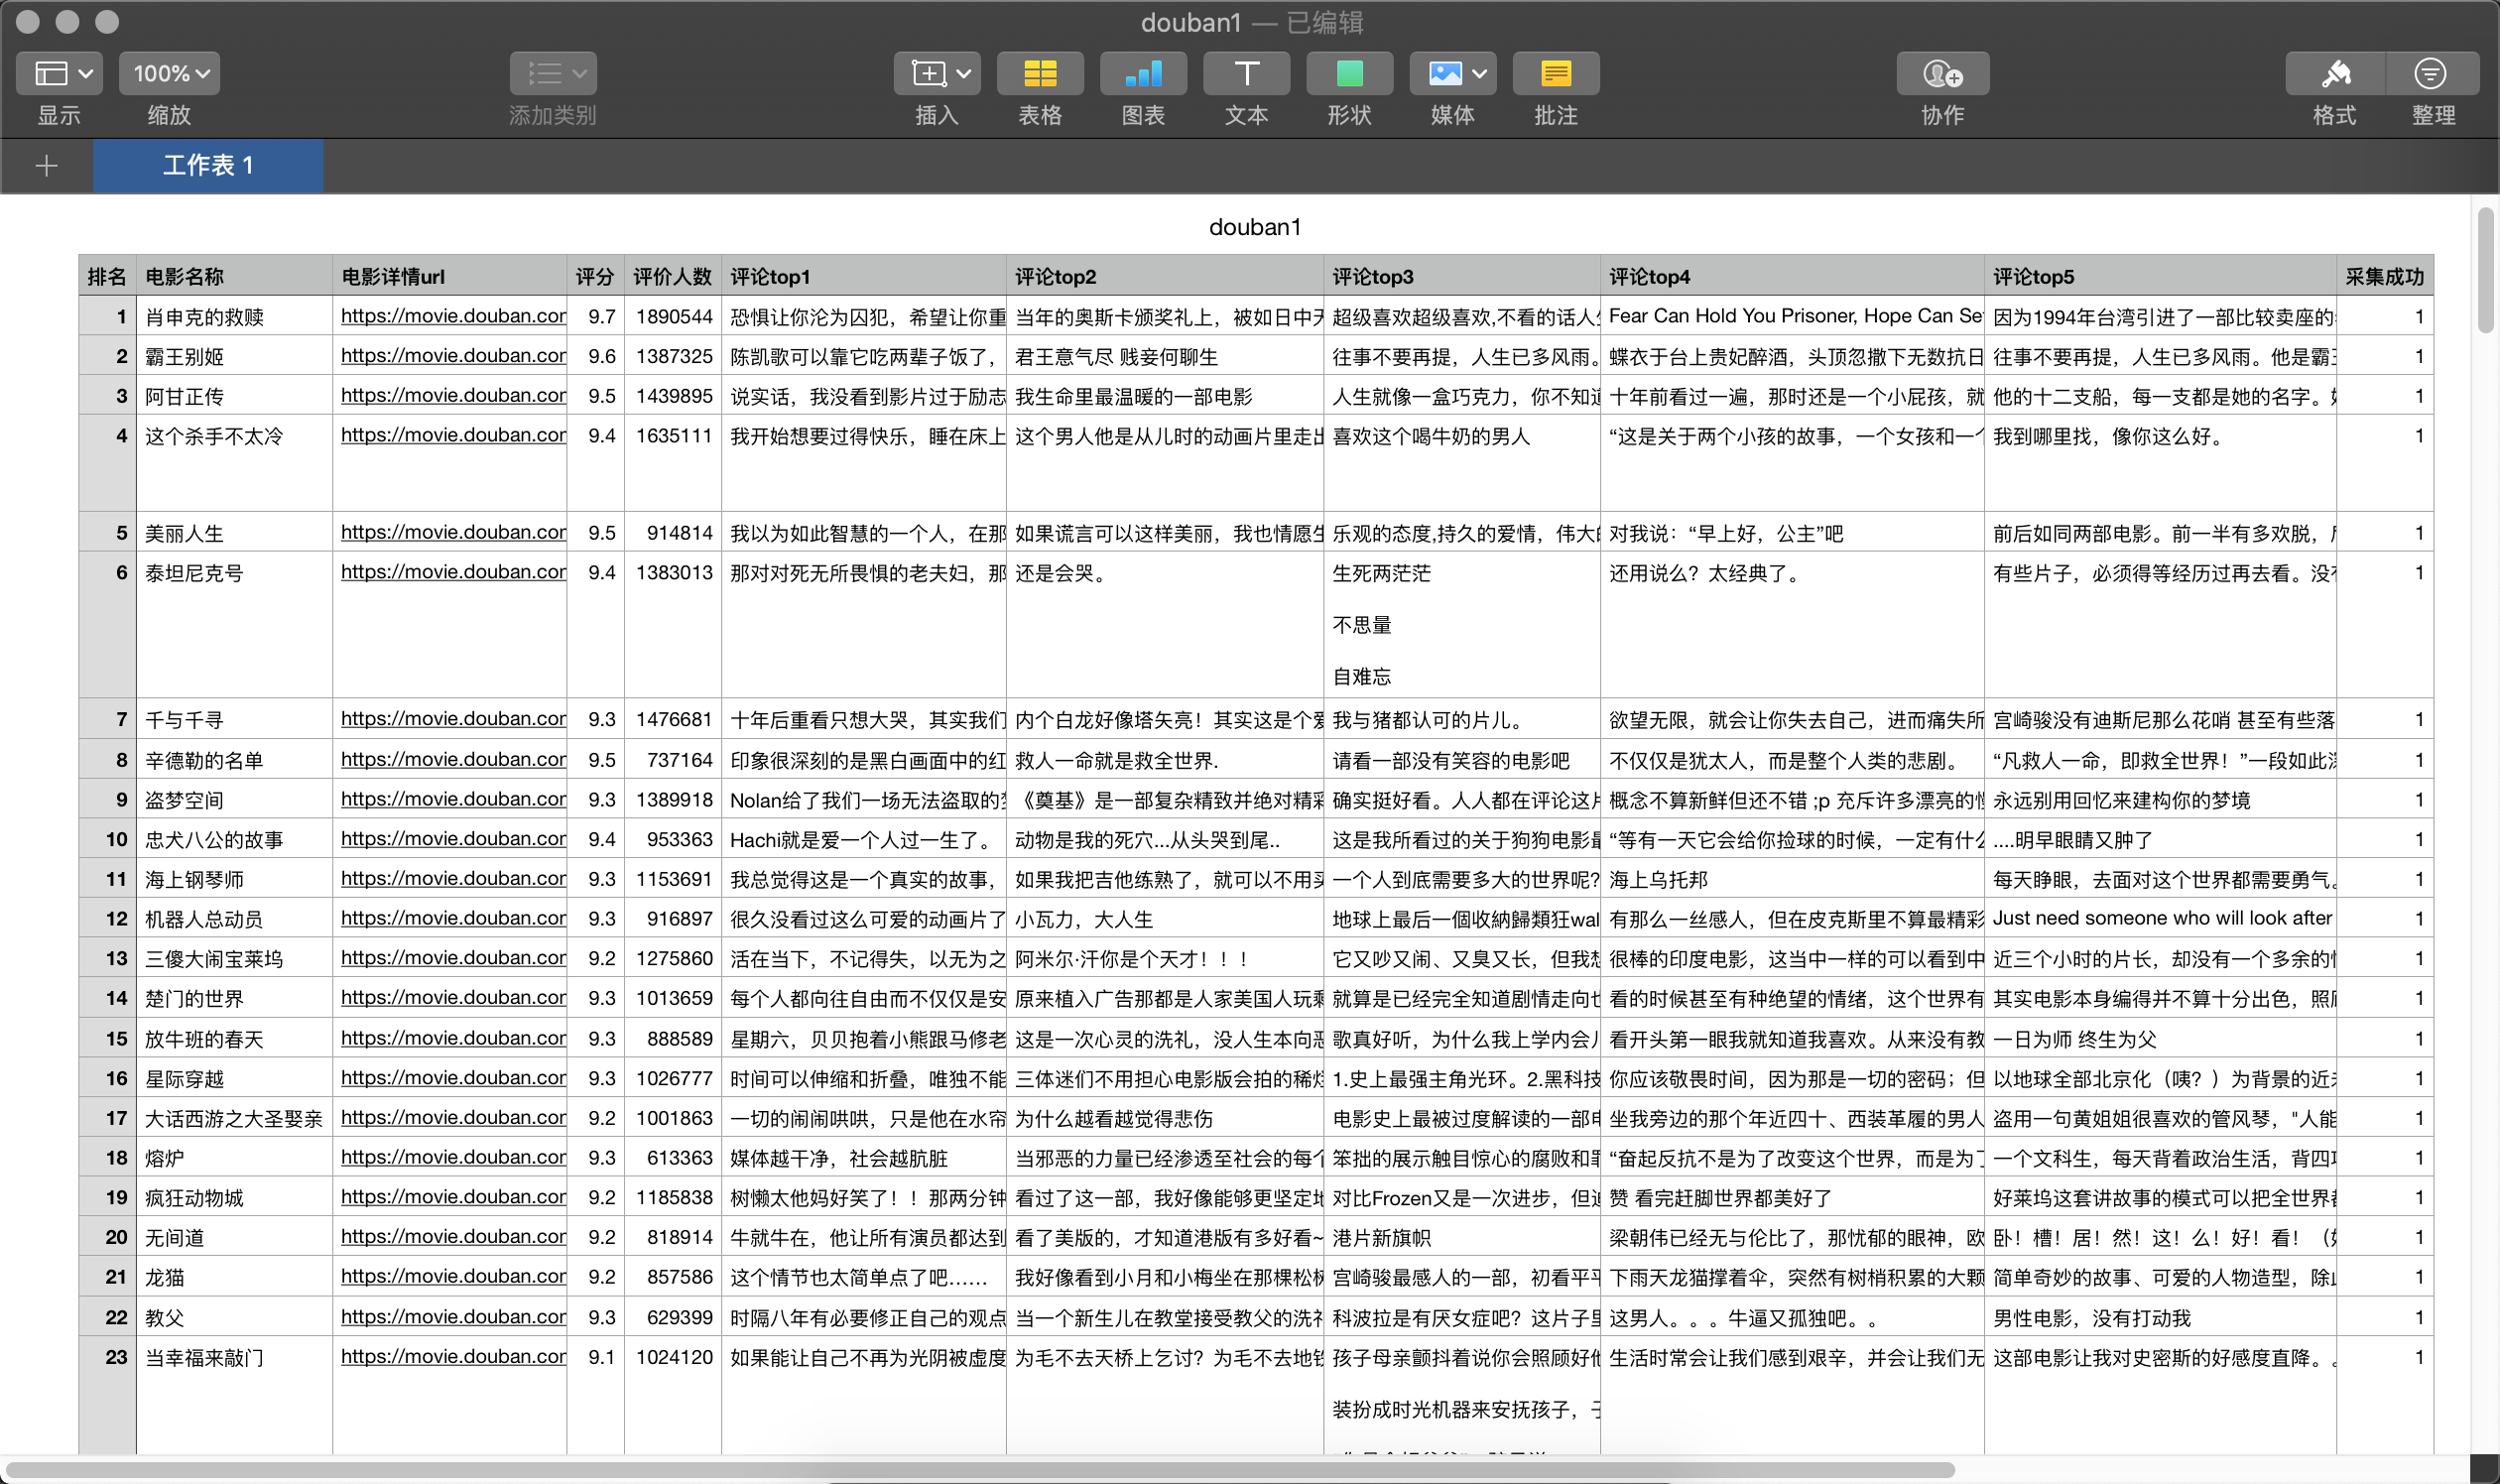 douban1 — 已编辑
100%
显示 缩放 添加类别 插入 表格 图表 文本 形状 媒体 批注 协作 格式 整理
工作表 1
douban1
排名 电影名称 电影详情url 评分 评价人数 评论top1 评论top2 评论top3 评论top4 评论top5 采集成功
1 肖申克的救赎 https://movie.douban.cor 9.7 1890544 恐惧让你沦为囚犯，希望让你重 当年的奥斯卡颁奖礼上，被如日中天 超级喜欢超级喜欢,不看的话人生 Fear Can Hold You Prisoner, Hope Can Se 因为1994年台湾引进了一部比较卖座的 1
2 霸王别姬 https://movie.douban.cor 9.6 1387325 陈凯歌可以靠它吃两辈子饭了， 君王意气尽 贱妾何聊生 往事不要再提，人生已多风雨。 蝶衣于台上贵妃醉酒，头顶忽撒下无数抗日 往事不要再提，人生已多风雨。他是霸王 1
3 阿甘正传 https://movie.douban.cor 9.5 1439895 说实话，我没看到影片过于励志 我生命里最温暖的一部电影 人生就像一盒巧克力，你不知道 十年前看过一遍，那时还是一个小屁孩，就 他的十二支船，每一支都是她的名字。 1
4 这个杀手不太冷 https://movie.douban.cor 9.4 1635111 我开始想要过得快乐，睡在床上 这个男人他是从儿时的动画片里走出 喜欢这个喝牛奶的男人 “这是关于两个小孩的故事，一个女孩和一个 我到哪里找，像你这么好。 1
5 美丽人生 https://movie.douban.cor 9.5 914814 我以为如此智慧的一个人，在那 如果谎言可以这样美丽，我也情愿生 乐观的态度,持久的爱情，伟大的 对我说：“早上好，公主”吧 前后如同两部电影。前一半有多欢脱， 1
6 泰坦尼克号 https://movie.douban.cor 9.4 1383013 那对对死无所畏惧的老夫妇，那 还是会哭。 生死两茫茫 还用说么？太经典了。 有些片子，必须得等经历过再去看。没有 1
不思量
自难忘
7 千与千寻 https://movie.douban.cor 9.3 1476681 十年后重看只想大哭，其实我们 内个白龙好像塔矢亮！其实这是个爱 我与猪都认可的片儿。 欲望无限，就会让你失去自己，进而痛失所 宫崎骏没有迪斯尼那么花哨 甚至有些落 1
8 辛德勒的名单 https://movie.douban.cor 9.5 737164 印象很深刻的是黑白画面中的红 救人一命就是救全世界. 请看一部没有笑容的电影吧 不仅仅是犹太人，而是整个人类的悲剧。 “凡救人一命，即救全世界！”一段如此深 1
9 盗梦空间 https://movie.douban.cor 9.3 1389918 Nolan给了我们一场无法盗取的梦 《奠基》是一部复杂精致并绝对精彩 确实挺好看。人人都在评论这片 概念不算新鲜但还不错 ;p 充斥许多漂亮的 永远别用回忆来建构你的梦境 1
10 忠犬八公的故事 https://movie.douban.cor 9.4 953363 Hachi就是爱一个人过一生了。 动物是我的死穴...从头哭到尾.. 这是我所看过的关于狗狗电影最 “等有一天它会给你捡球的时候，一定有什么 ....明早眼睛又肿了 1
11 海上钢琴师 https://movie.douban.cor 9.3 1153691 我总觉得这是一个真实的故事， 如果我把吉他练熟了，就可以不用买 一个人到底需要多大的世界呢？ 海上乌托邦 每天睁眼，去面对这个世界都需要勇气。 1
12 机器人总动员 https://movie.douban.cor 9.3 916897 很久没看过这么可爱的动画片了 小瓦力，大人生 地球上最后一個收納歸類狂wal 有那么一丝感人，但在皮克斯里不算最精彩 Just need someone who will look after 1
13 三傻大闹宝莱坞 https://movie.douban.cor 9.2 1275860 活在当下，不记得失，以无为之 阿米尔·汗你是个天才！！！ 它又吵又闹、又臭又长，但我想 很棒的印度电影，这当中一样的可以看到中 近三个小时的片长，却没有一个多余的 1
14 楚门的世界 https://movie.douban.cor 9.3 1013659 每个人都向往自由而不仅仅是安 原来植入广告那都是人家美国人玩剩 就算是已经完全知道剧情走向也 看的时候甚至有种绝望的情绪，这个世界有 其实电影本身编得并不算十分出色，照 1
15 放牛班的春天 https://movie.douban.cor 9.3 888589 星期六，贝贝抱着小熊跟马修老 这是一次心灵的洗礼，没人生本向恶 歌真好听，为什么我上学内会儿 看开头第一眼我就知道我喜欢。从来没有教 一日为师 终生为父 1
16 星际穿越 https://movie.douban.cor 9.3 1026777 时间可以伸缩和折叠，唯独不能 三体迷们不用担心电影版会拍的稀烂 1.史上最强主角光环。2.黑科技 你应该敬畏时间，因为那是一切的密码；但 以地球全部北京化（咦？）为背景的近未 1
17 大话西游之大圣娶亲 https://movie.douban.cor 9.2 1001863 一切的闹闹哄哄，只是他在水帘 为什么越看越觉得悲伤 电影史上最被过度解读的一部电 坐我旁边的那个年近四十、西装革履的男人 盗用一句黄姐姐很喜欢的管风琴，"人能 1
18 熔炉 https://movie.douban.cor 9.3 613363 媒体越干净，社会越肮脏 当邪恶的力量已经渗透至社会的每个 笨拙的展示触目惊心的腐败和罪 “奋起反抗不是为了改变这个世界，而是为了 一个文科生，每天背着政治生活，背四项 1
19 疯狂动物城 https://movie.douban.cor 9.2 1185838 树懒太他妈好笑了！！那两分钟 看过了这一部，我好像能够更坚定地 对比Frozen又是一次进步，但迪 赞 看完赶脚世界都美好了 好莱坞这套讲故事的模式可以把全世界都 1
20 无间道 https://movie.douban.cor 9.2 818914 牛就牛在，他让所有演员都达到 看了美版的，才知道港版有多好看~ 港片新旗帜 梁朝伟已经无与伦比了，那忧郁的眼神，欧 卧！槽！居！然！这！么！好！看！ 1
21 龙猫 https://movie.douban.cor 9.2 857586 这个情节也太简单点了吧…… 我好像看到小月和小梅坐在那棵松树 宫崎骏最感人的一部，初看平平 下雨天龙猫撑着伞，突然有树梢积累的大颗 简单奇妙的故事、可爱的人物造型，除此 1
22 教父 https://movie.douban.cor 9.3 629399 时隔八年有必要修正自己的观点 当一个新生儿在教堂接受教父的洗礼 科波拉是有厌女症吧？这片子里 这男人。。。牛逼又孤独吧。。 男性电影，没有打动我 1
23 当幸福来敲门 https://movie.douban.cor 9.1 1024120 如果能让自己不再为光阴被虚度 为毛不去天桥上乞讨？为毛不去地铁 孩子母亲颤抖着说你会照顾好他 生活时常会让我们感到艰辛，并会让我们无 这部电影让我对史密斯的好感度直降。 1
装扮成时光机器来安抚孩子，